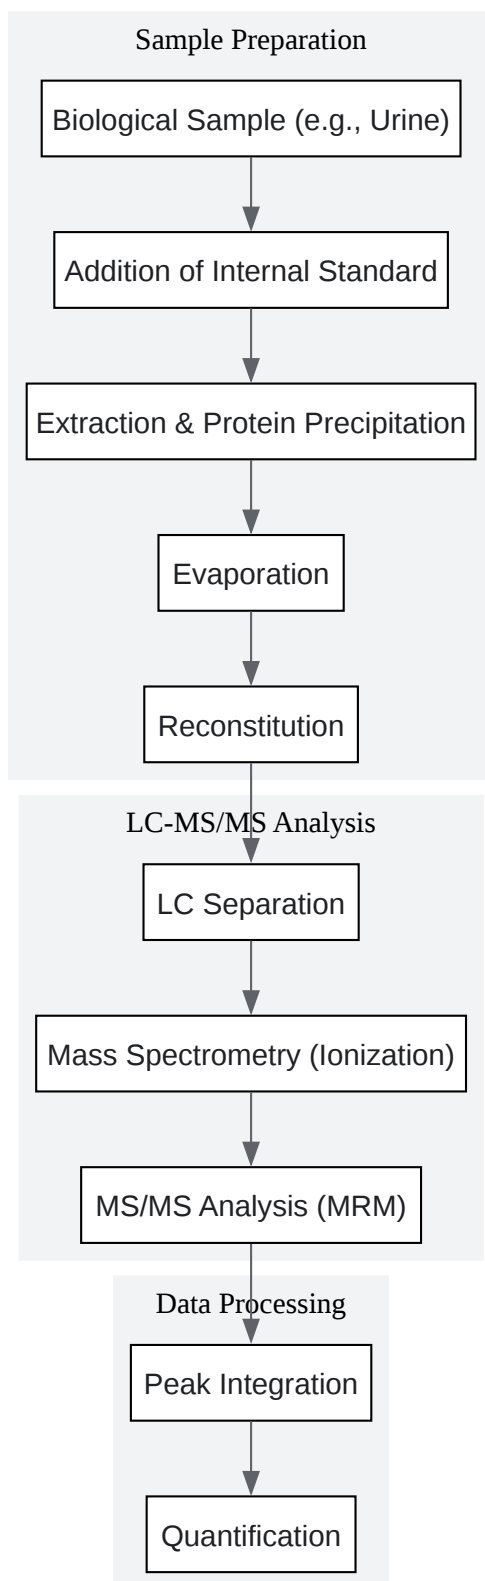 Sample Preparation
Biological Sample (e.g., Urine)
Addition of Internal Standard
Extraction & Protein Precipitation
Evaporation
Reconstitution
LC-MS/MS Analysis
LC Separation
Mass Spectrometry (Ionization)
MS/MS Analysis (MRM)
Data Processing
Peak Integration
Quantification